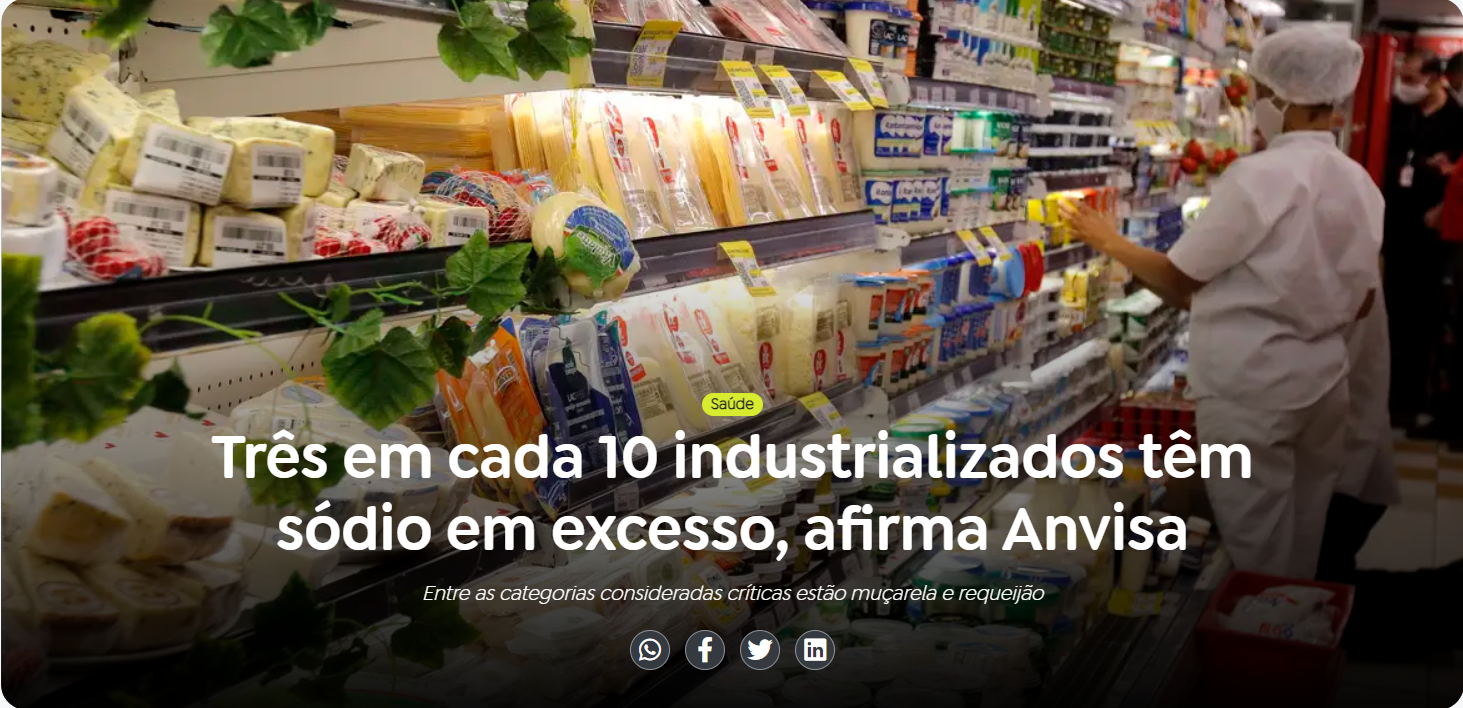 Saúde
Três em cada 10 industrializados têm
sódio em excesso, afirma Anvisa
Entre as categorias consideradas críticas estão muçarela e requeijão